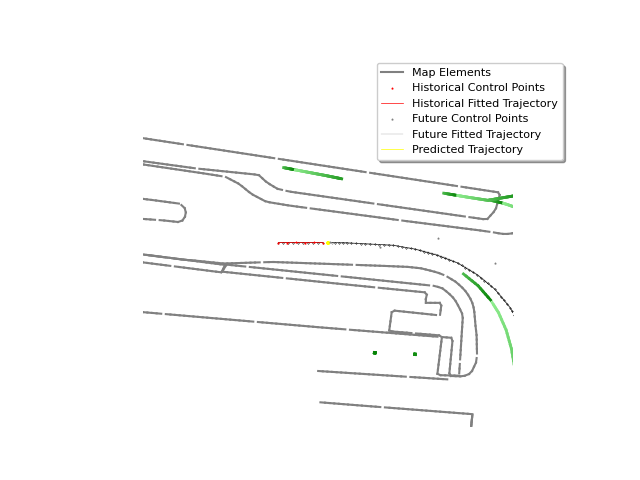 Map Elements
Historical Control Points
Historical Fitted Trajectory
Future Control Points
Future Fitted Trajectory
Predicted Trajectory